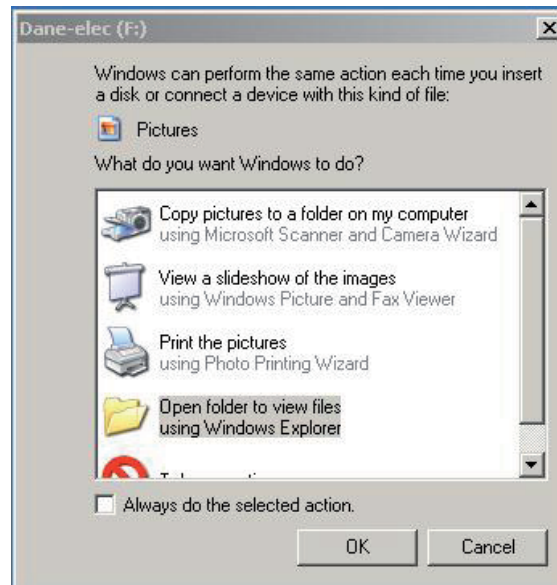 Dane-elec (F:)
Windows can perform the same action each time you insert
a disk or connect a device with this kind of file:
Pictures
What do you want Windows to do?
Copy pictures to a folder on my computer
using Microsoft Scanner and Camera Wizard
View a slideshow of the images
using Windows Picture and Fax Viewer
Print the pictures
using Photo Printing Wizard
Open folder to view files
using Windows Explorer
Always do the selected action.
OK
Cancel